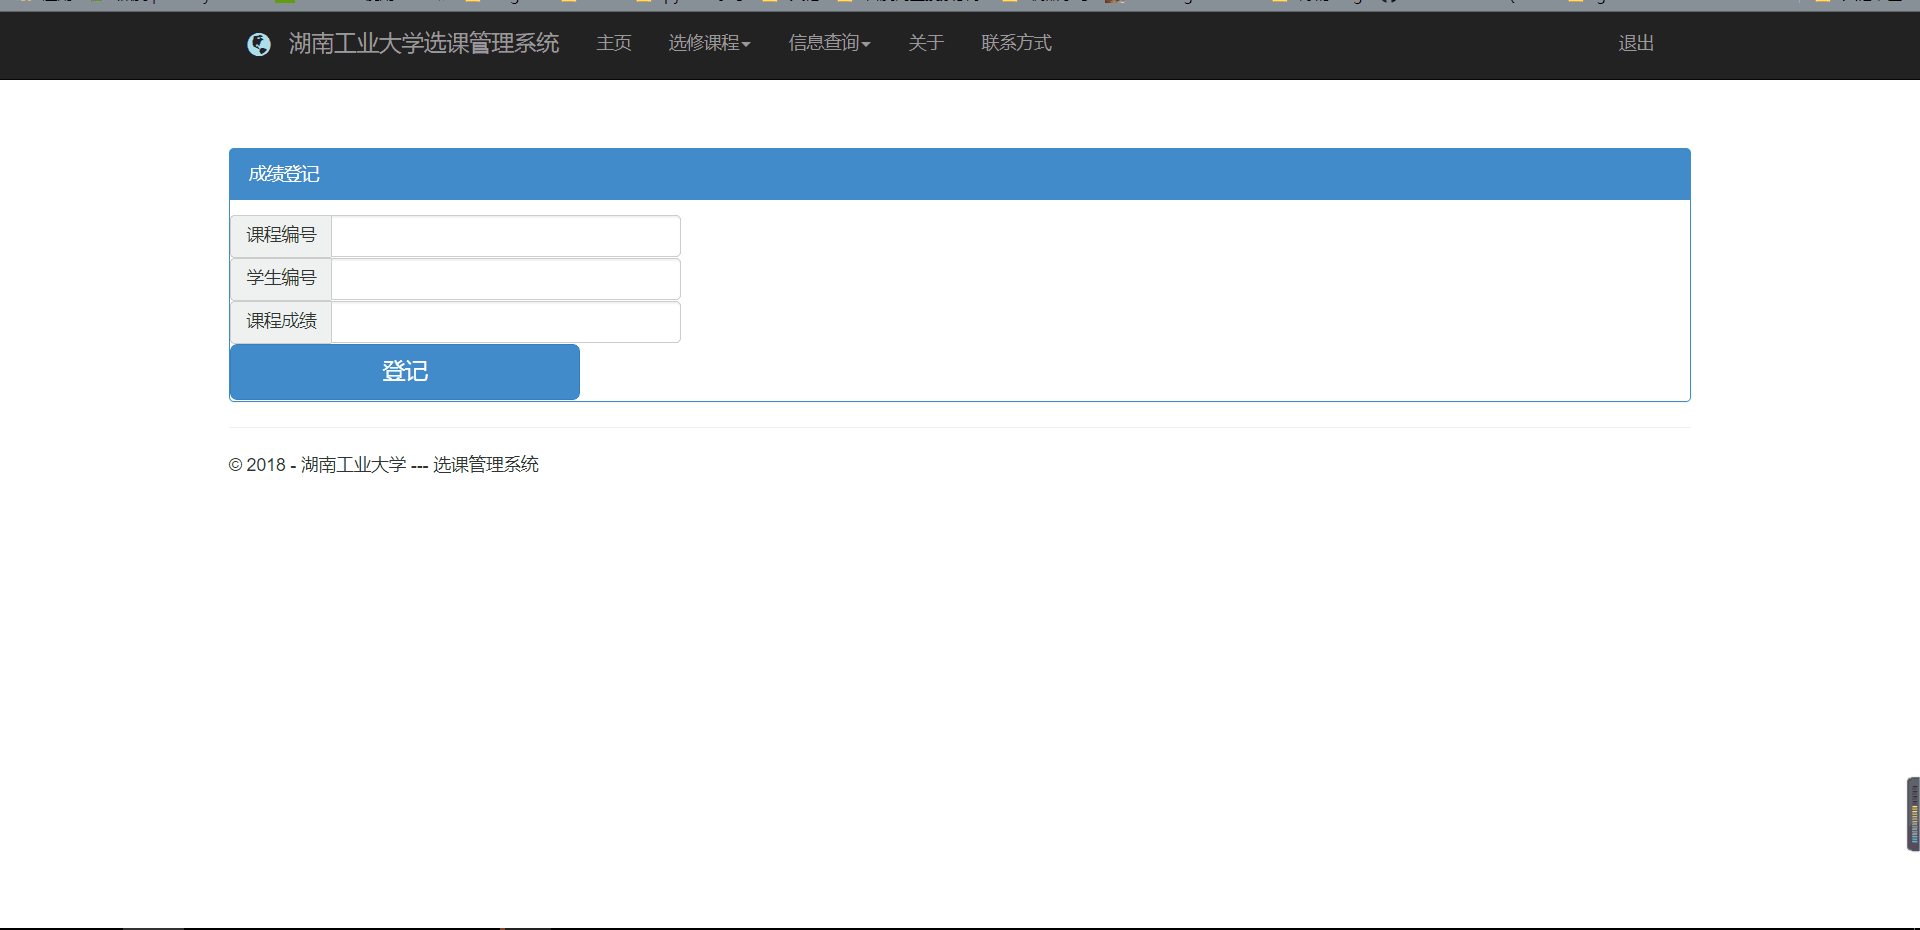 湖南工业大学选课管理系统 主页 选修课程 信息查询 关于 联系方式 退出
成绩登记
课程编号
学生编号
课程成绩
登记
© 2018 - 湖南工业大学 --- 选课管理系统